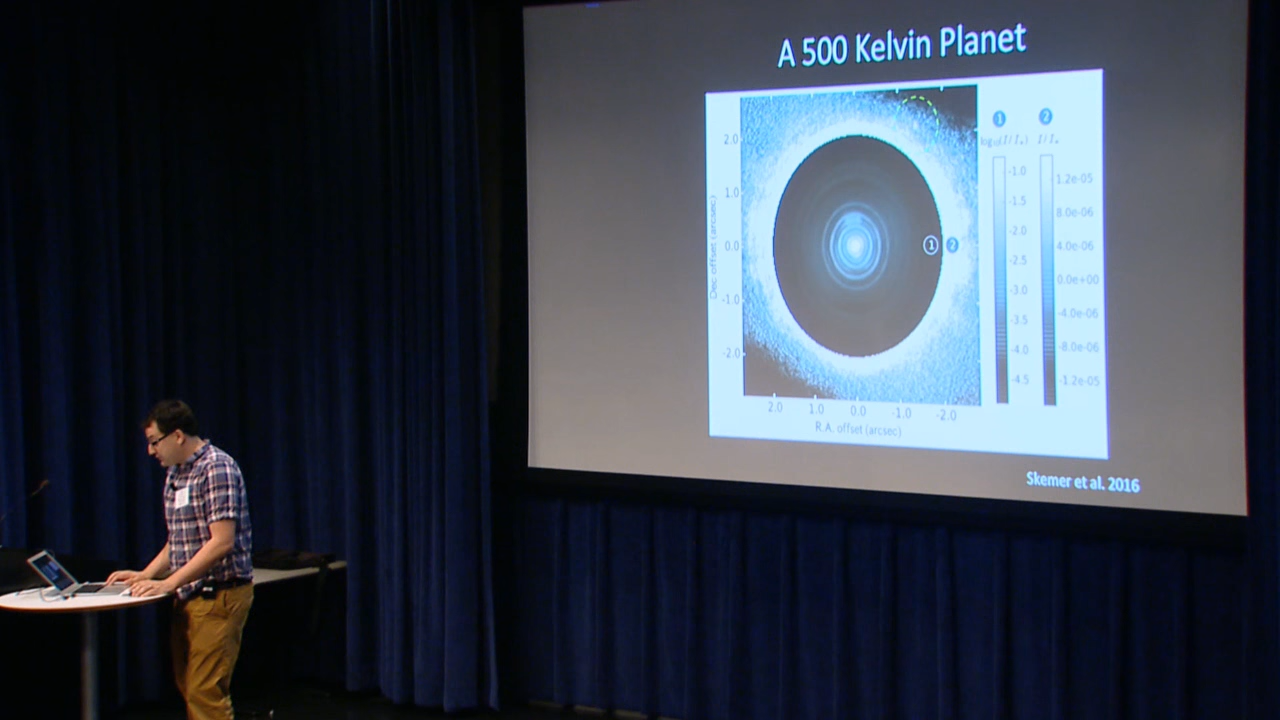 A 500 Kelvin Planet
① ②
log₁₀(I/I*) I/I*
2.0
1.0
0.0
-1.0
-2.0
Dec offset (arcsec)
① ②
-1.0
-1.5
-2.0
-2.5
-3.0
-3.5
-4.0
-4.5
1.2e-05
8.0e-06
4.0e-06
0.0e+00
-4.0e-06
-8.0e-06
-1.2e-05
2.0 1.0 0.0 -1.0 -2.0
R.A. offset (arcsec)
Skemer et al. 2016